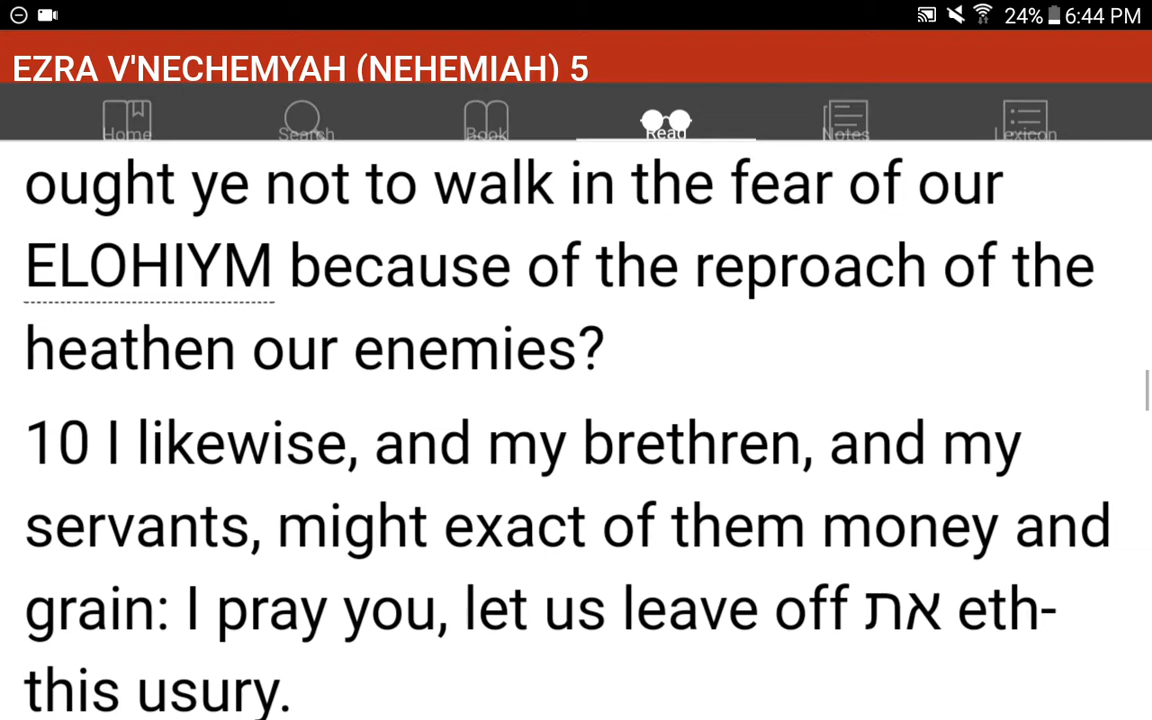 24% 6:44 PM
EZRA V'NECHEMYAH (NEHEMIAH) 5
Home Search Book Read Notes Lexicon
ought ye not to walk in the fear of our
ELOHIYM because of the reproach of the
heathen our enemies?
10 I likewise, and my brethren, and my
servants, might exact of them money and
grain: I pray you, let us leave off את eth-
this usury.